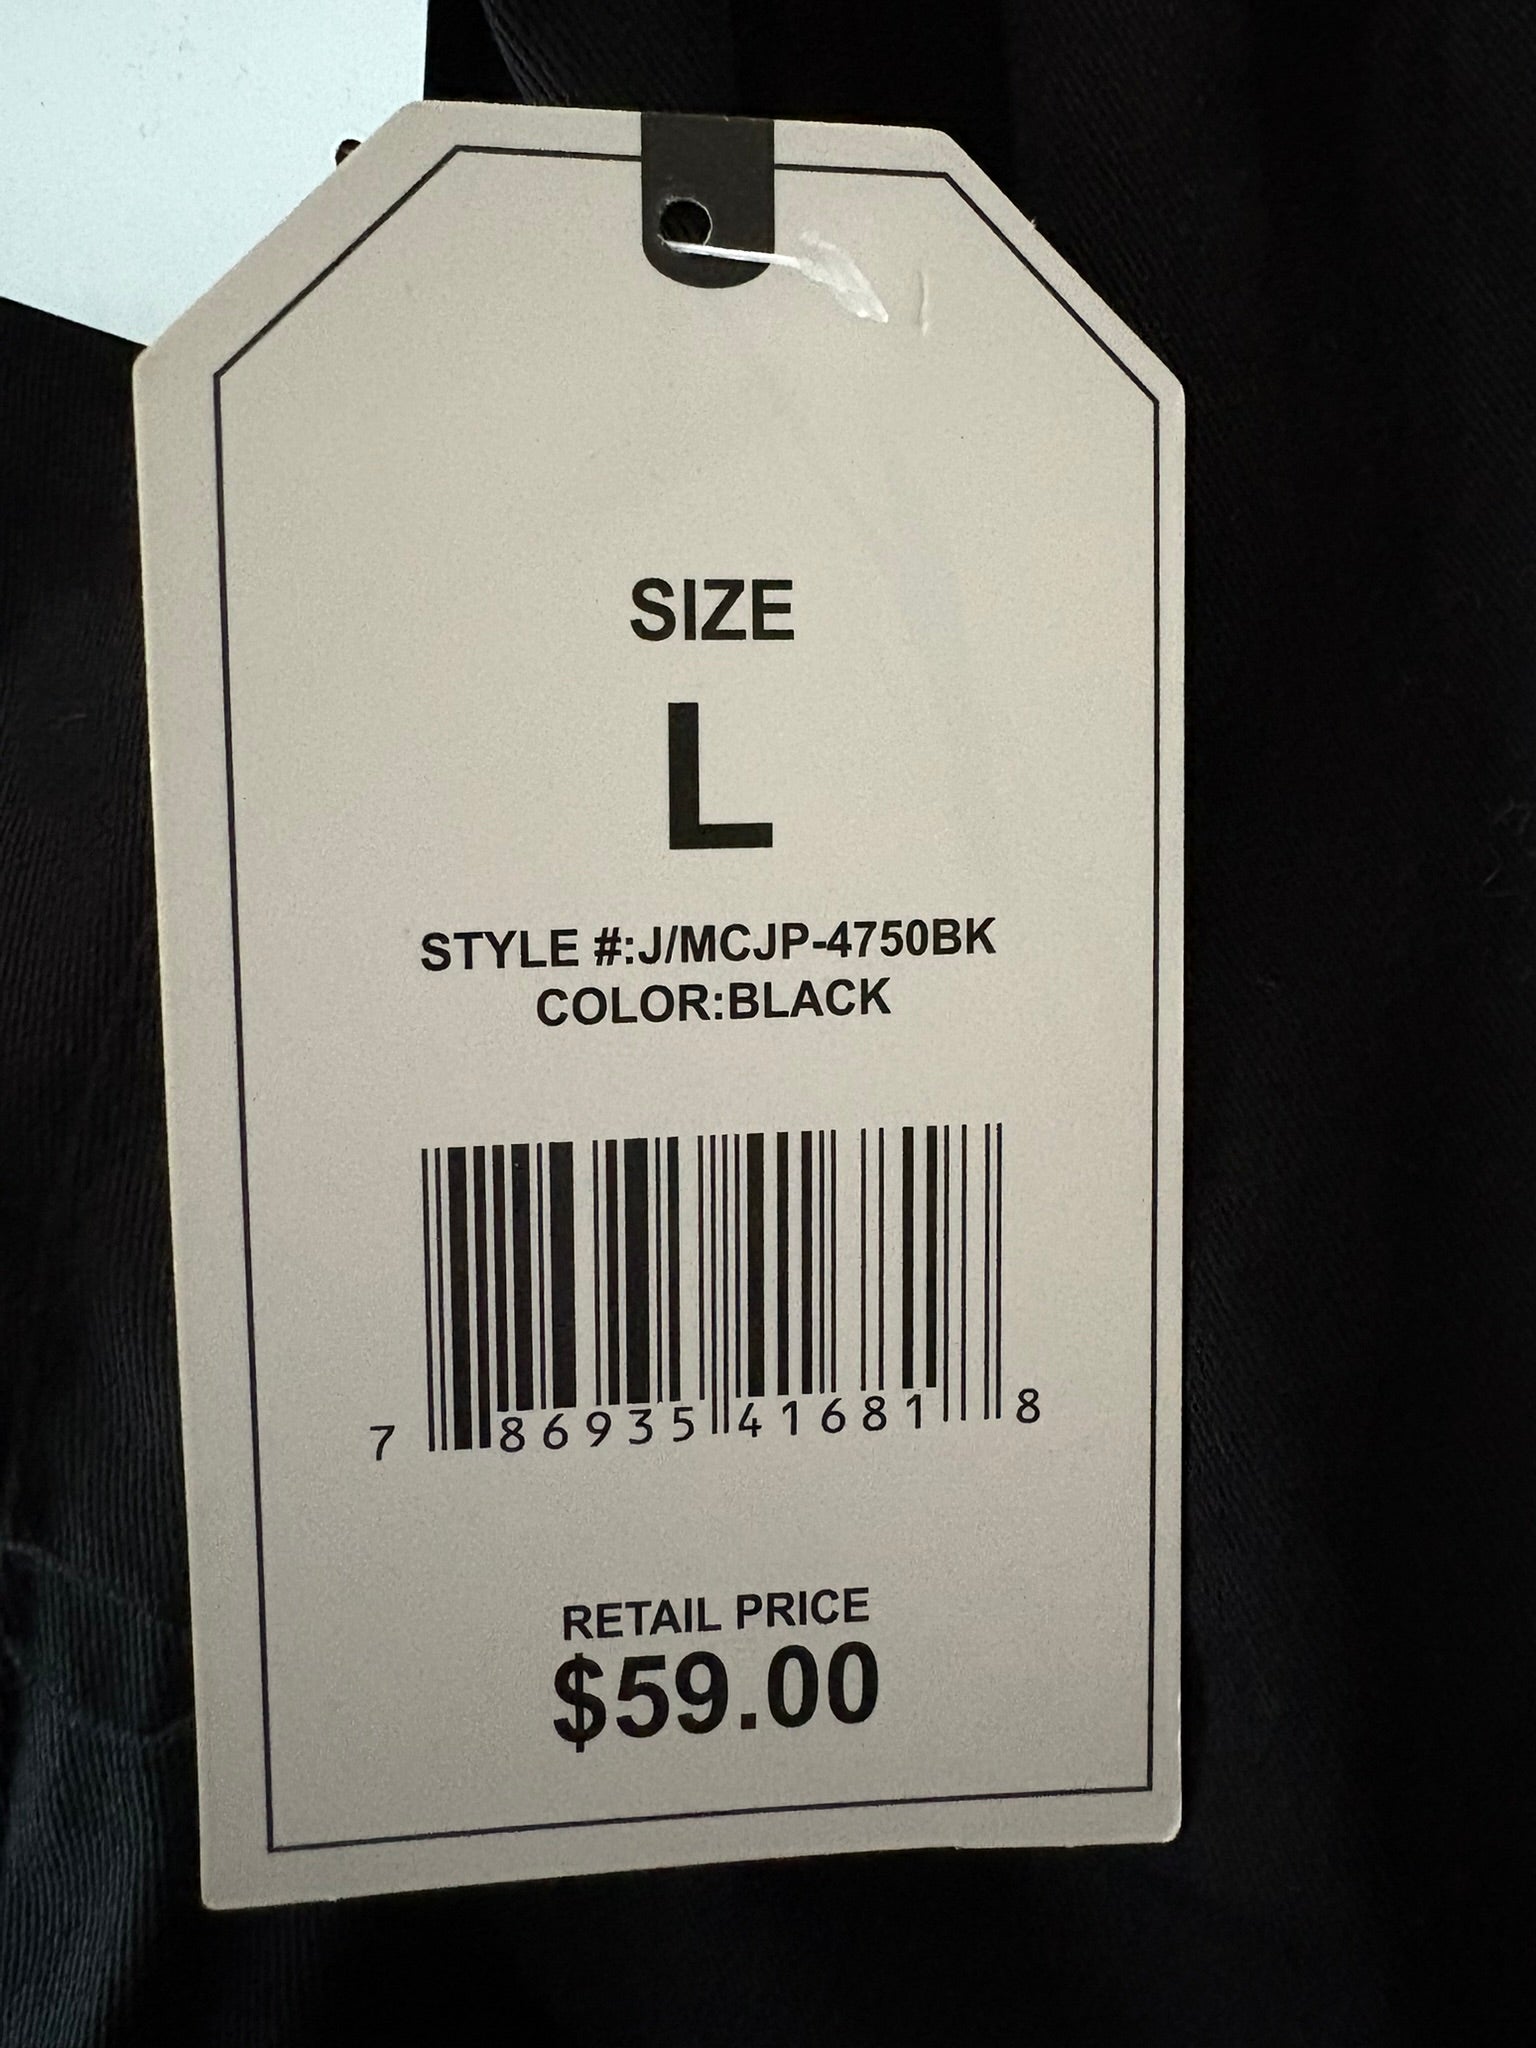 SIZE
L
STYLE #:J/MCJP-4750BK
COLOR:BLACK
7 86935 41681 8
RETAIL PRICE
$59.00